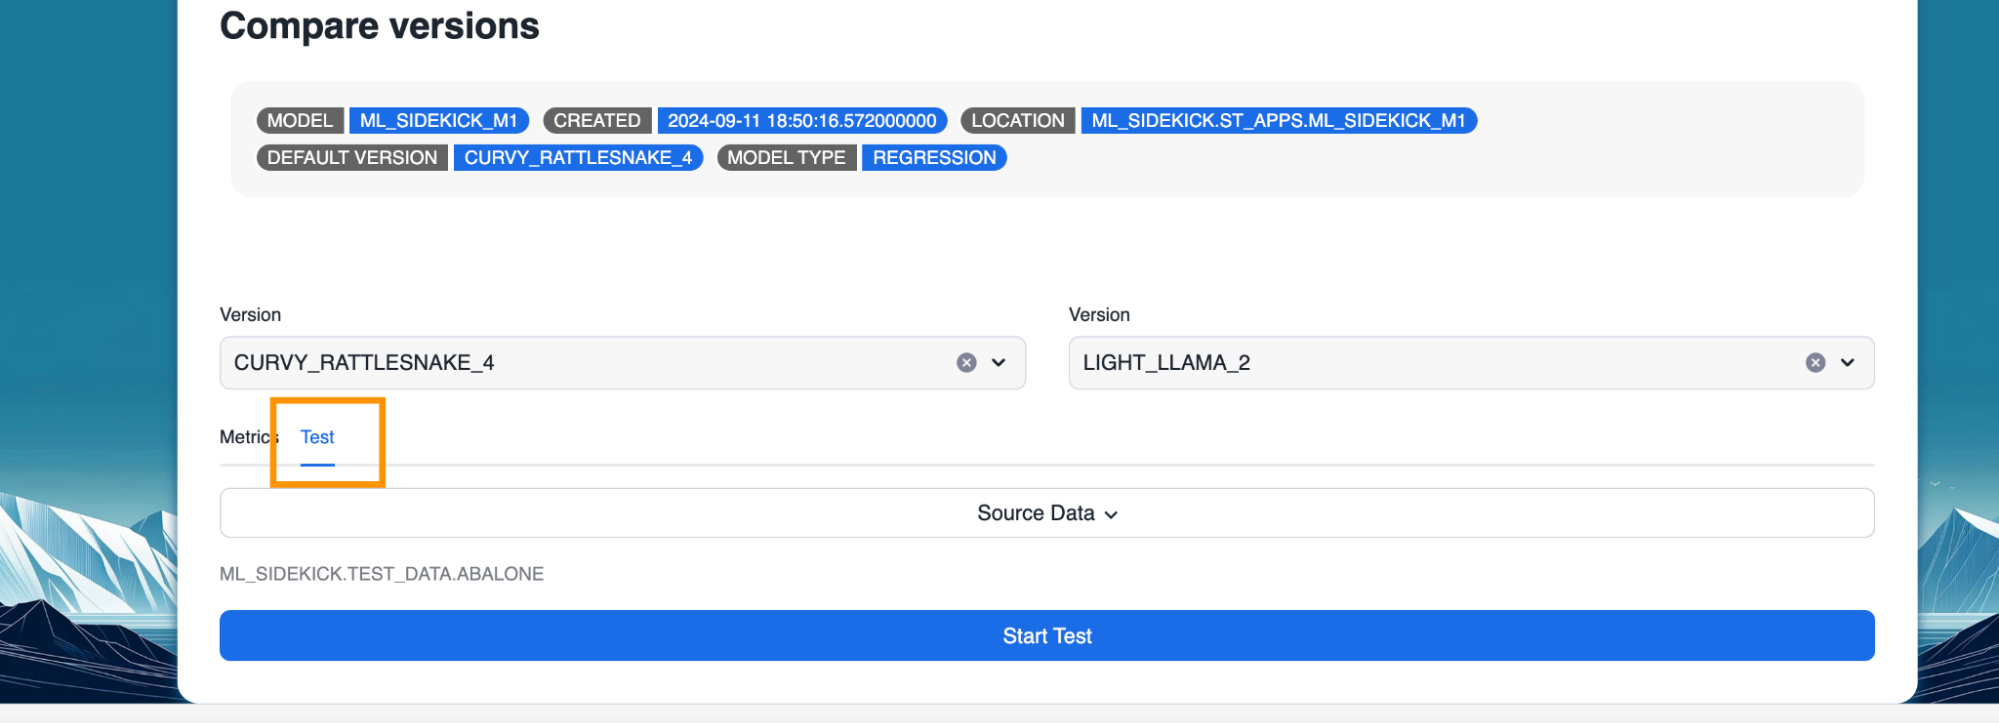 Compare versions
MODEL ML_SIDEKICK_M1 CREATED 2024-09-11 18:50:16.572000000 LOCATION ML_SIDEKICK.ST_APPS.ML_SIDEKICK_M1
DEFAULT VERSION CURVY_RATTLESNAKE_4 MODEL TYPE REGRESSION
Version Version
CURVY_RATTLESNAKE_4 LIGHT_LLAMA_2
Metrics Test
Source Data
ML_SIDEKICK.TEST_DATA.ABALONE
Start Test